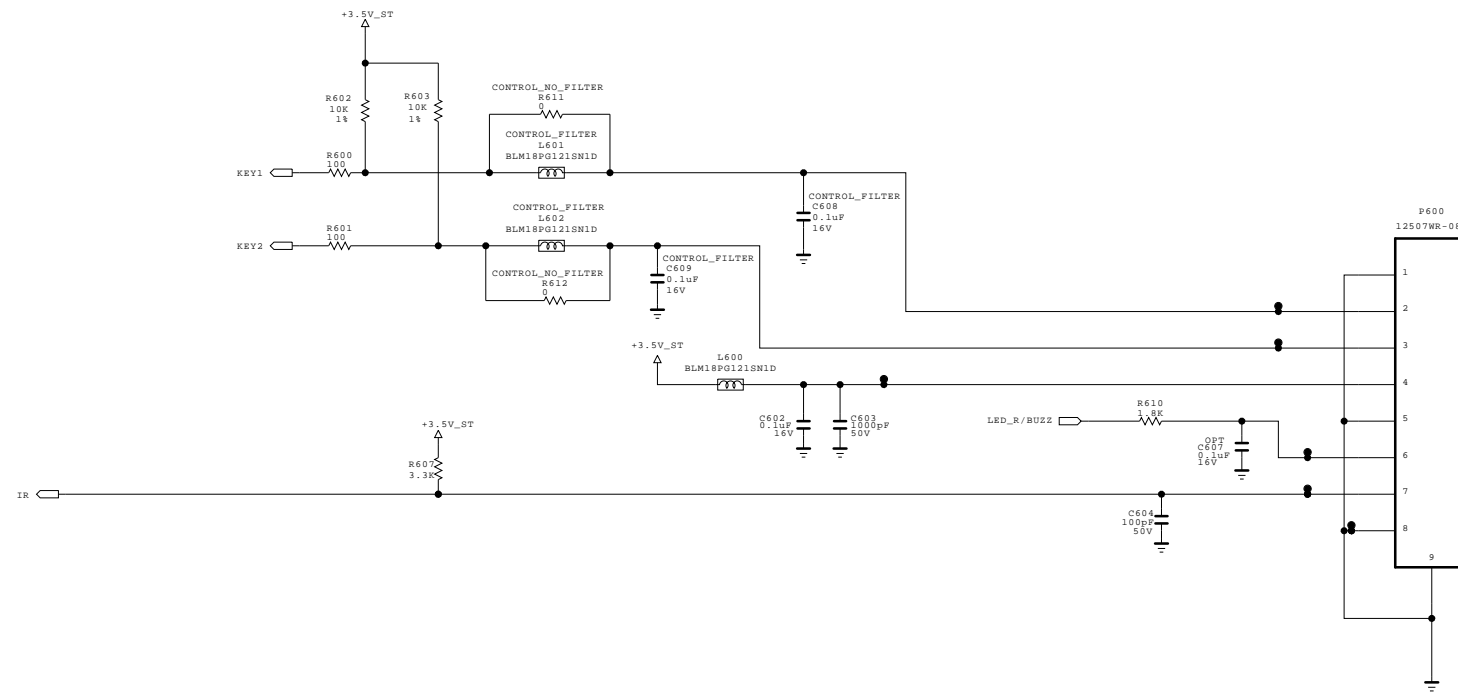 +3.5V_ST
R602
10K
1%
R603
10K
1%
CONTROL_NO_FILTER
R611
0
CONTROL_FILTER
L601
BLM18PG121SN1D
KEY1
R600
100
CONTROL_FILTER
C608
0.1uF
16V
KEY2
R601
100
CONTROL_FILTER
L602
BLM18PG121SN1D
CONTROL_NO_FILTER
R612
0
CONTROL_FILTER
C609
0.1uF
16V
P600
12507WR-08
1
2
3
4
5
6
7
8
9
+3.5V_ST
L600
BLM18PG121SN1D
C602
0.1uF
16V
C603
1000pF
50V
LED_R/BUZZ
R610
1.8K
OPT
C607
0.1uF
16V
+3.5V_ST
R607
3.3K
IR
C604
100pF
50V